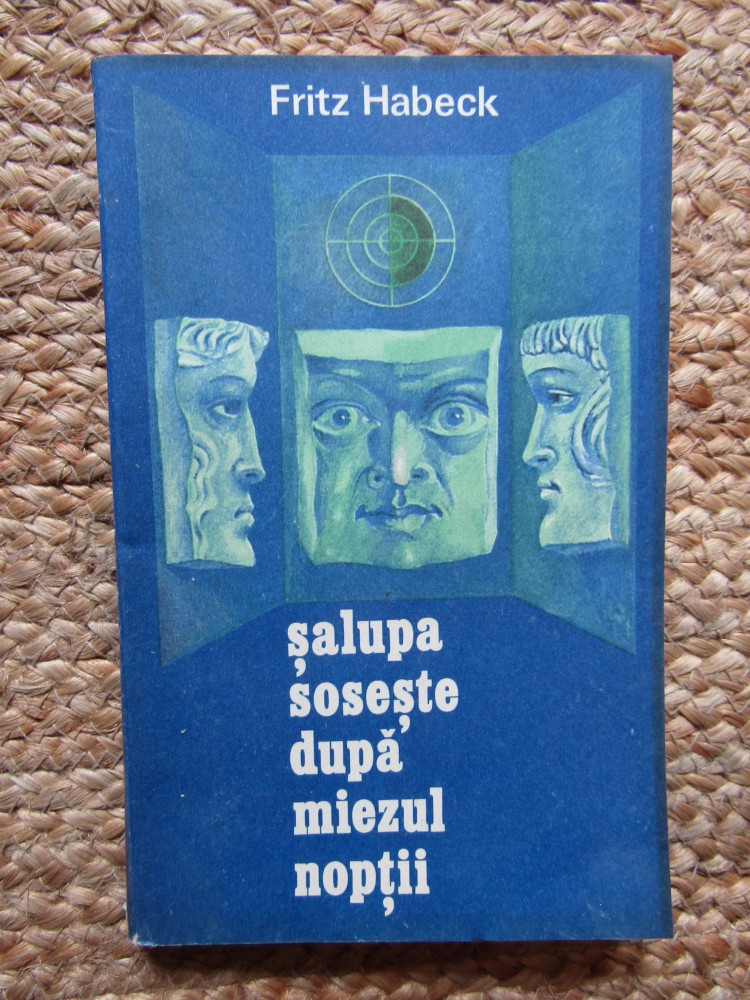 Fritz Habeck
șalupa
sosește
după
miezul
nopții